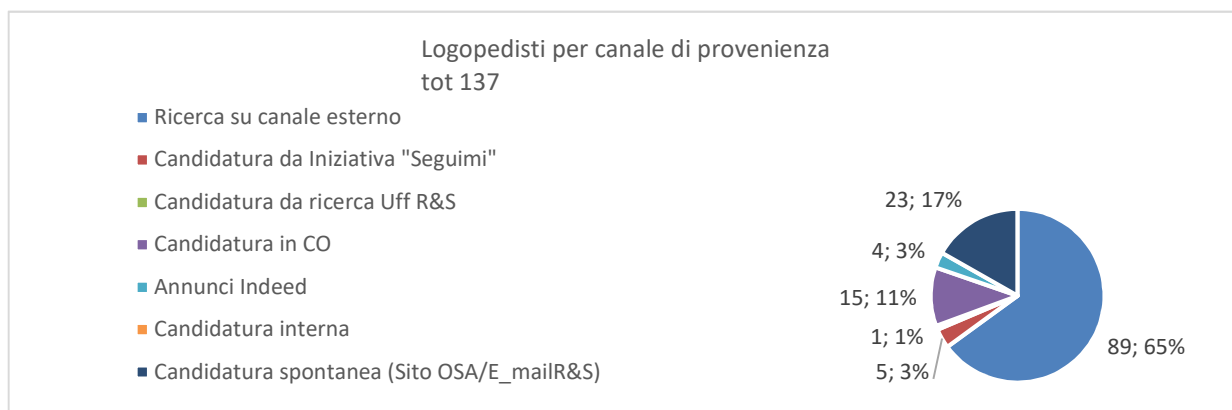 Logopedisti per canale di provenienza
tot 137
Ricerca su canale esterno
Candidatura da Iniziativa "Seguimi"
Candidatura da ricerca Uff R&S
Candidatura in CO
Annunci Indeed
Candidatura interna
Candidatura spontanea (Sito OSA/E_mailR&S)
23; 17%
4; 3%
15; 11%
1; 1%
5; 3%
89; 65%